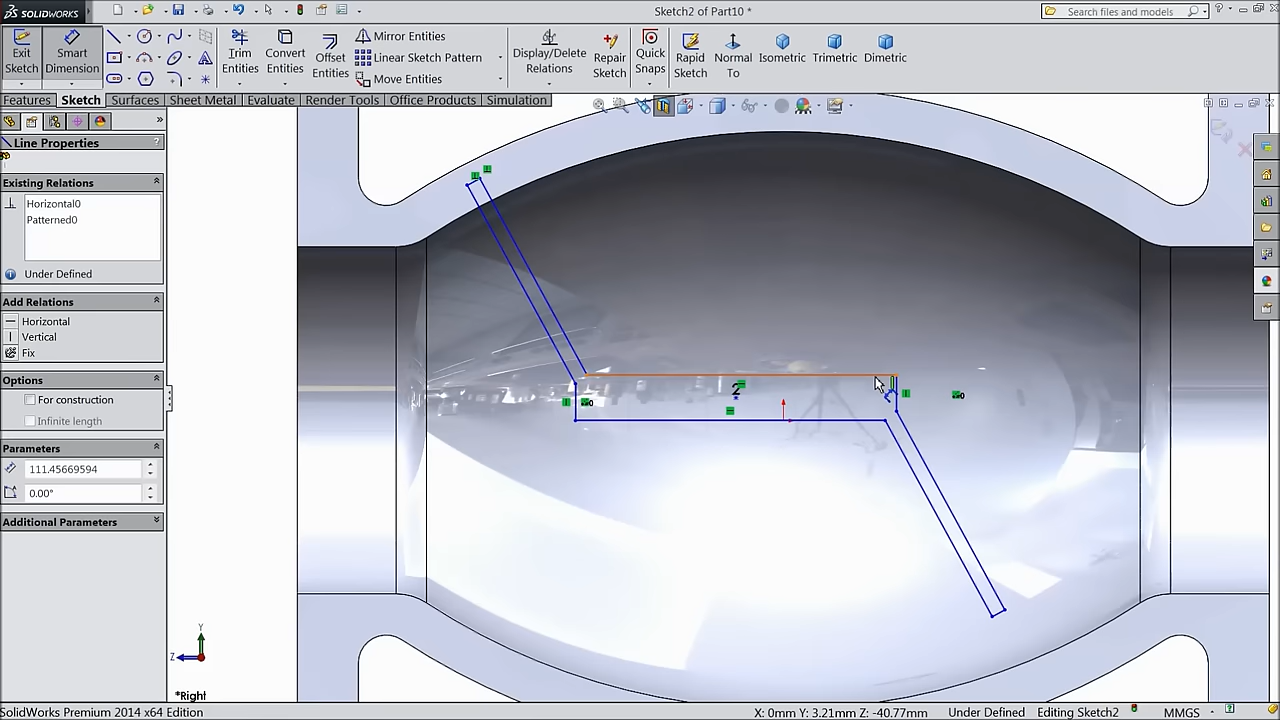 SOLIDWORKS
Sketch2 of Part10 *
Search files and models
Exit Sketch
Smart Dimension
Trim Entities
Convert Entities
Offset Entities
Mirror Entities
Linear Sketch Pattern
Move Entities
Display/Delete Relations
Repair Sketch
Quick Snaps
Rapid Sketch
Normal To
Isometric
Trimetric
Dimetric
Features
Sketch
Surfaces
Sheet Metal
Evaluate
Render Tools
Office Products
Simulation
Line Properties
?
Existing Relations
Horizontal0
Patterned0
Under Defined
Add Relations
Horizontal
Vertical
Fix
Options
For construction
Infinite length
Parameters
111.45669594
0.00°
Additional Parameters
2
Y
Z
*Right
SolidWorks Premium 2014 x64 Edition
X: 0mm Y: 3.21mm Z: -40.77mm
Under Defined
Editing Sketch2
MMGS